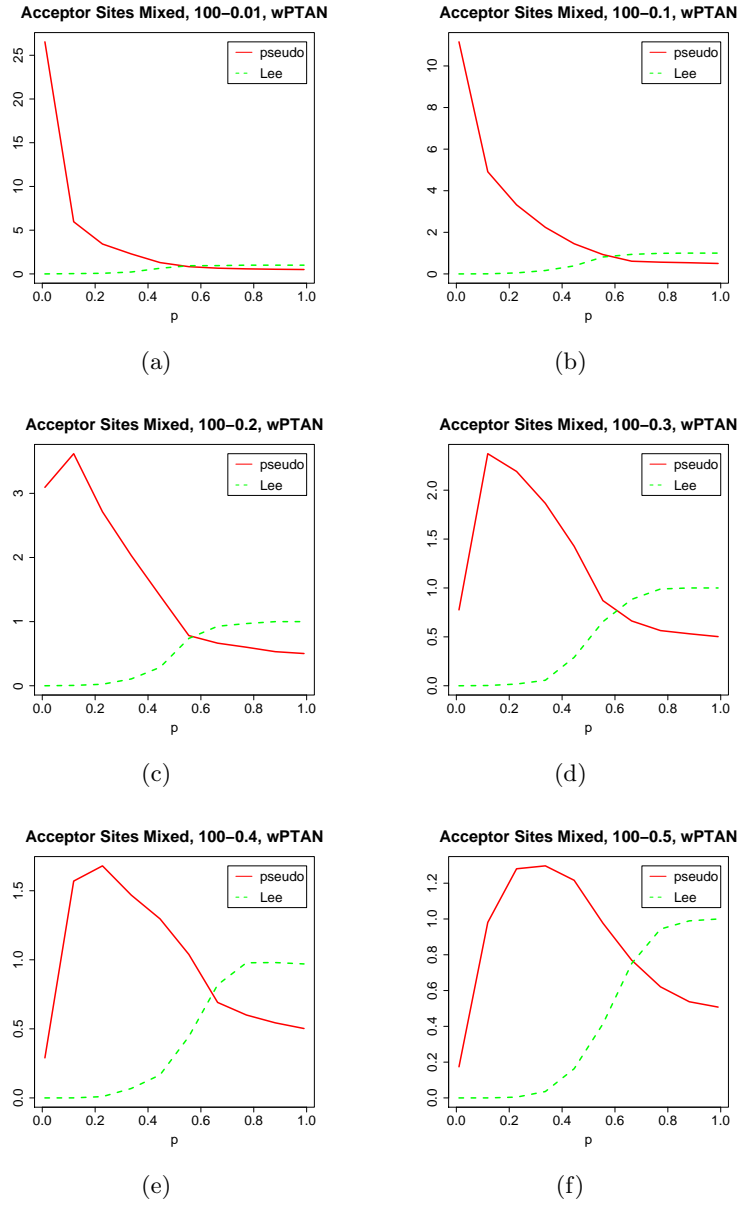 Acceptor Sites Mixed, 100−0.01, wPTAN
pseudo
Lee
0 5 10 15 20 25
0.0 0.2 0.4 0.6 0.8 1.0
p
(a)
Acceptor Sites Mixed, 100−0.1, wPTAN
pseudo
Lee
0 2 4 6 8 10
0.0 0.2 0.4 0.6 0.8 1.0
p
(b)
Acceptor Sites Mixed, 100−0.2, wPTAN
pseudo
Lee
0 1 2 3
0.0 0.2 0.4 0.6 0.8 1.0
p
(c)
Acceptor Sites Mixed, 100−0.3, wPTAN
pseudo
Lee
0.0 0.5 1.0 1.5 2.0
0.0 0.2 0.4 0.6 0.8 1.0
p
(d)
Acceptor Sites Mixed, 100−0.4, wPTAN
pseudo
Lee
0.0 0.5 1.0 1.5
0.0 0.2 0.4 0.6 0.8 1.0
p
(e)
Acceptor Sites Mixed, 100−0.5, wPTAN
pseudo
Lee
0.0 0.2 0.4 0.6 0.8 1.0 1.2
0.0 0.2 0.4 0.6 0.8 1.0
p
(f)